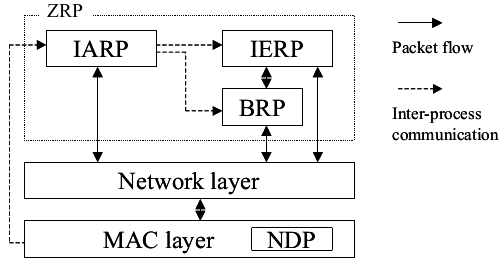 ZRP
IARP
IERP
BRP
Network layer
MAC layer
NDP
Packet flow
Inter-process
communication